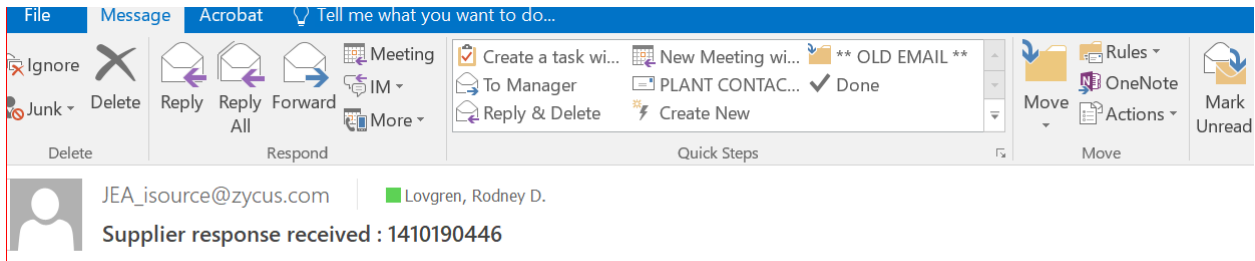 File Message Acrobat Tell me what you want to do...
Ignore
Junk
Delete
Reply
Reply All
Forward
Meeting
IM
More
Create a task wi...
To Manager
Reply & Delete
New Meeting wi...
PLANT CONTAC...
Create New
** OLD EMAIL **
Done
Move
Rules
OneNote
Actions
Mark Unread
Delete Respond Quick Steps Move
JEA_isource@zycus.com Lovgren, Rodney D.
Supplier response received : 1410190446